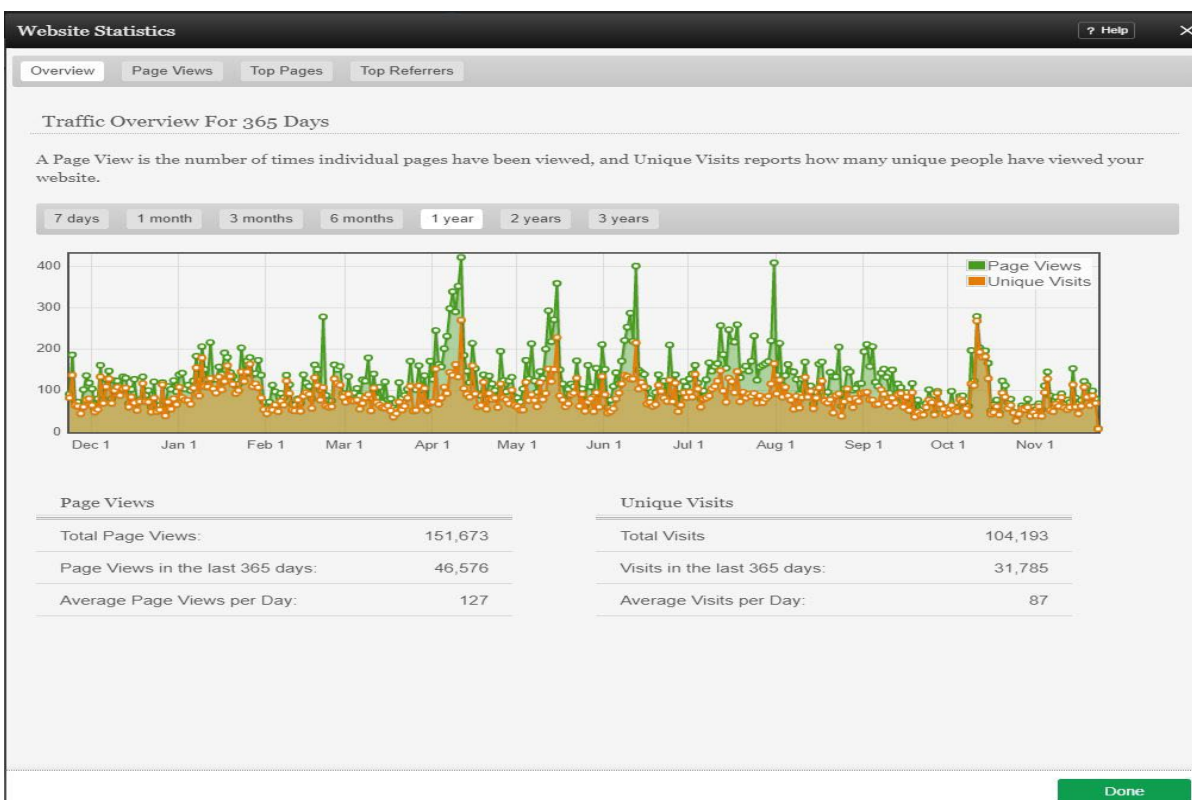 Website Statistics
? Help
Overview Page Views Top Pages Top Referrers
Traffic Overview For 365 Days
A Page View is the number of times individual pages have been viewed, and Unique Visits reports how many unique people have viewed your
website.
7 days 1 month 3 months 6 months 1 year 2 years 3 years
400
300
200
100
0
Page Views
Unique Visits
Dec 1 Jan 1 Feb 1 Mar 1 Apr 1 May 1 Jun 1 Jul 1 Aug 1 Sep 1 Oct 1 Nov 1
Page Views
Total Page Views: 151,673
Page Views in the last 365 days: 46,576
Average Page Views per Day: 127
Unique Visits
Total Visits 104,193
Visits in the last 365 days: 31,785
Average Visits per Day: 87
Done